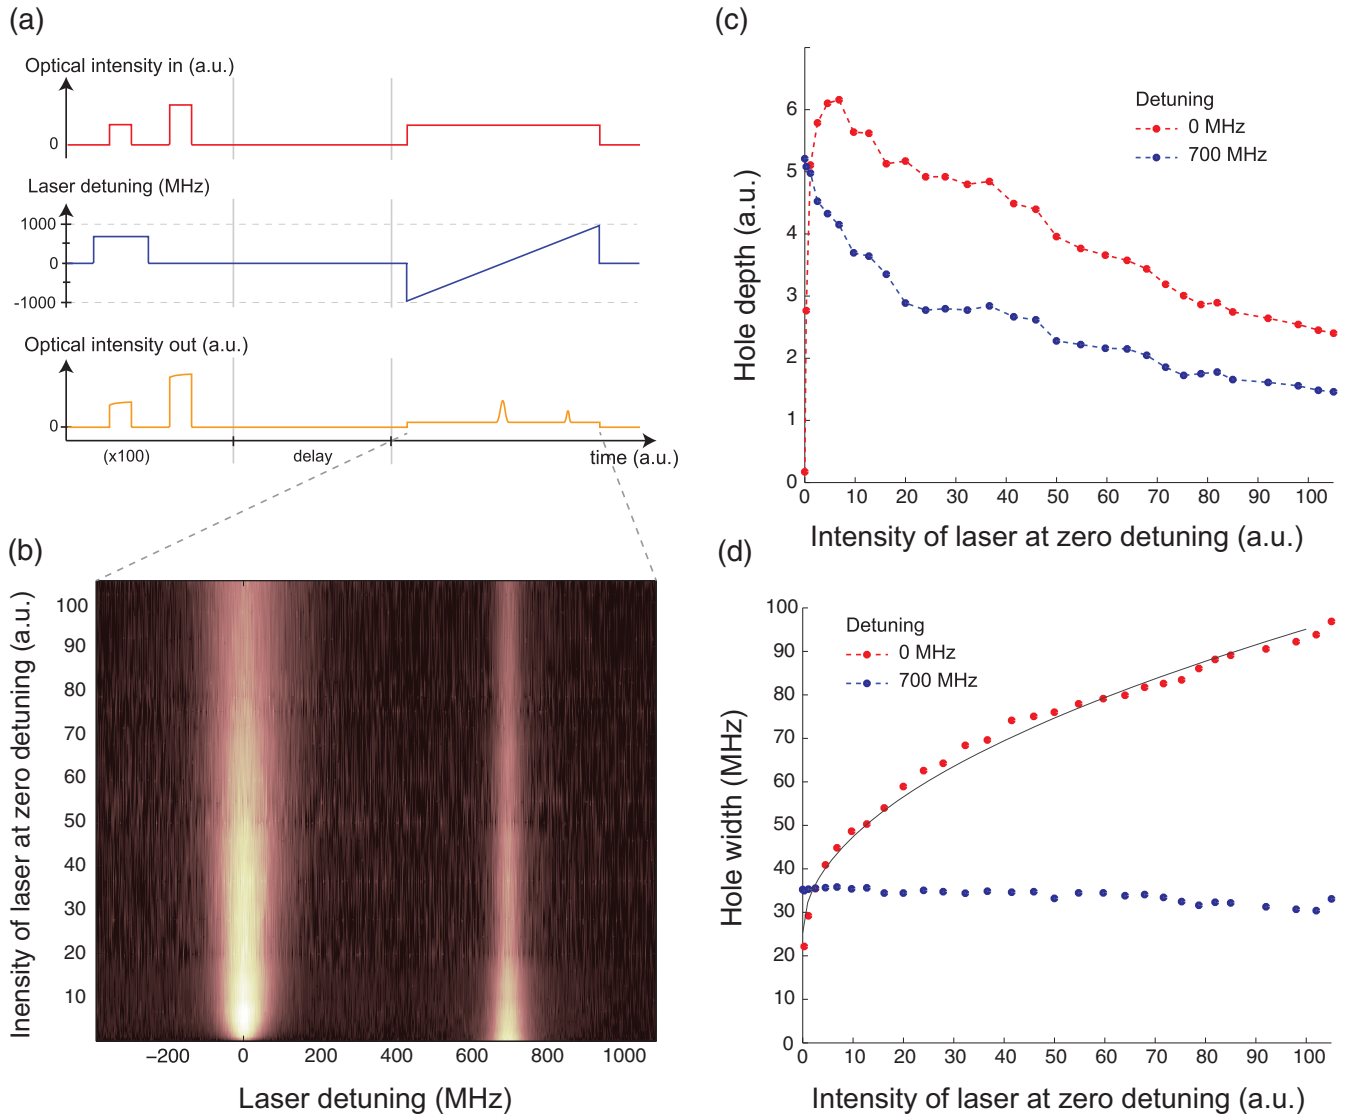 (a)
Optical intensity in (a.u.)
0
Laser detuning (MHz)
1000
0
-1000
Optical intensity out (a.u.)
0
(x100)
delay
time (a.u.)
(b)
Inensity of laser at zero detuning (a.u.)
100
90
80
70
60
50
40
30
20
10
−200 0 200 400 600 800 1000
Laser detuning (MHz)
(c)
Hole depth (a.u.)
6
5
4
3
2
1
0
Detuning
0 MHz
700 MHz
0 10 20 30 40 50 60 70 80 90 100
Intensity of laser at zero detuning (a.u.)
(d)
Hole width (MHz)
100
90
80
70
60
50
40
30
20
10
0
Detuning
0 MHz
700 MHz
0 10 20 30 40 50 60 70 80 90 100
Intensity of laser at zero detuning (a.u.)